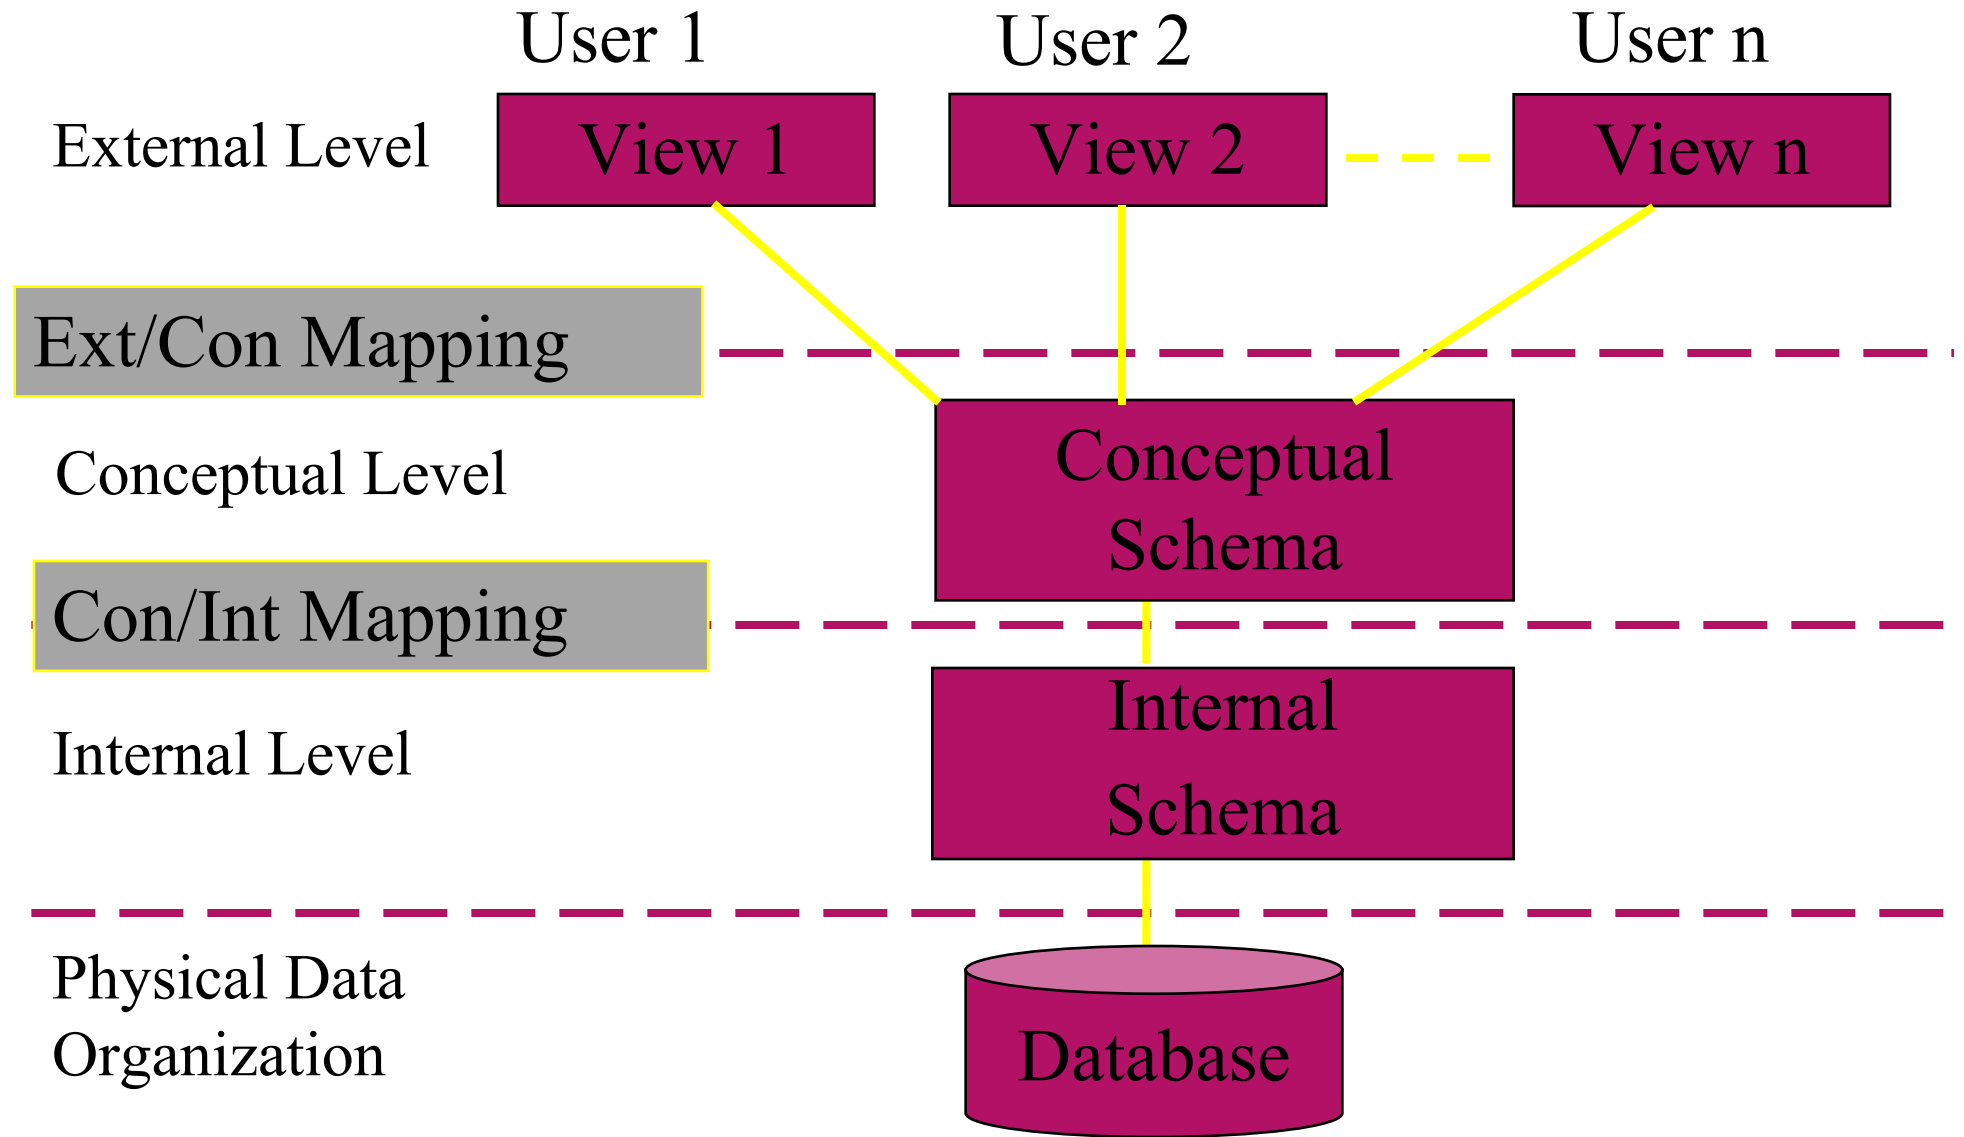 User 1
User 2
User n
External Level
View 1
View 2
View n
Ext/Con Mapping
Conceptual Level
Conceptual
Schema
Con/Int Mapping
Internal Level
Internal
Schema
Physical Data
Organization
Database